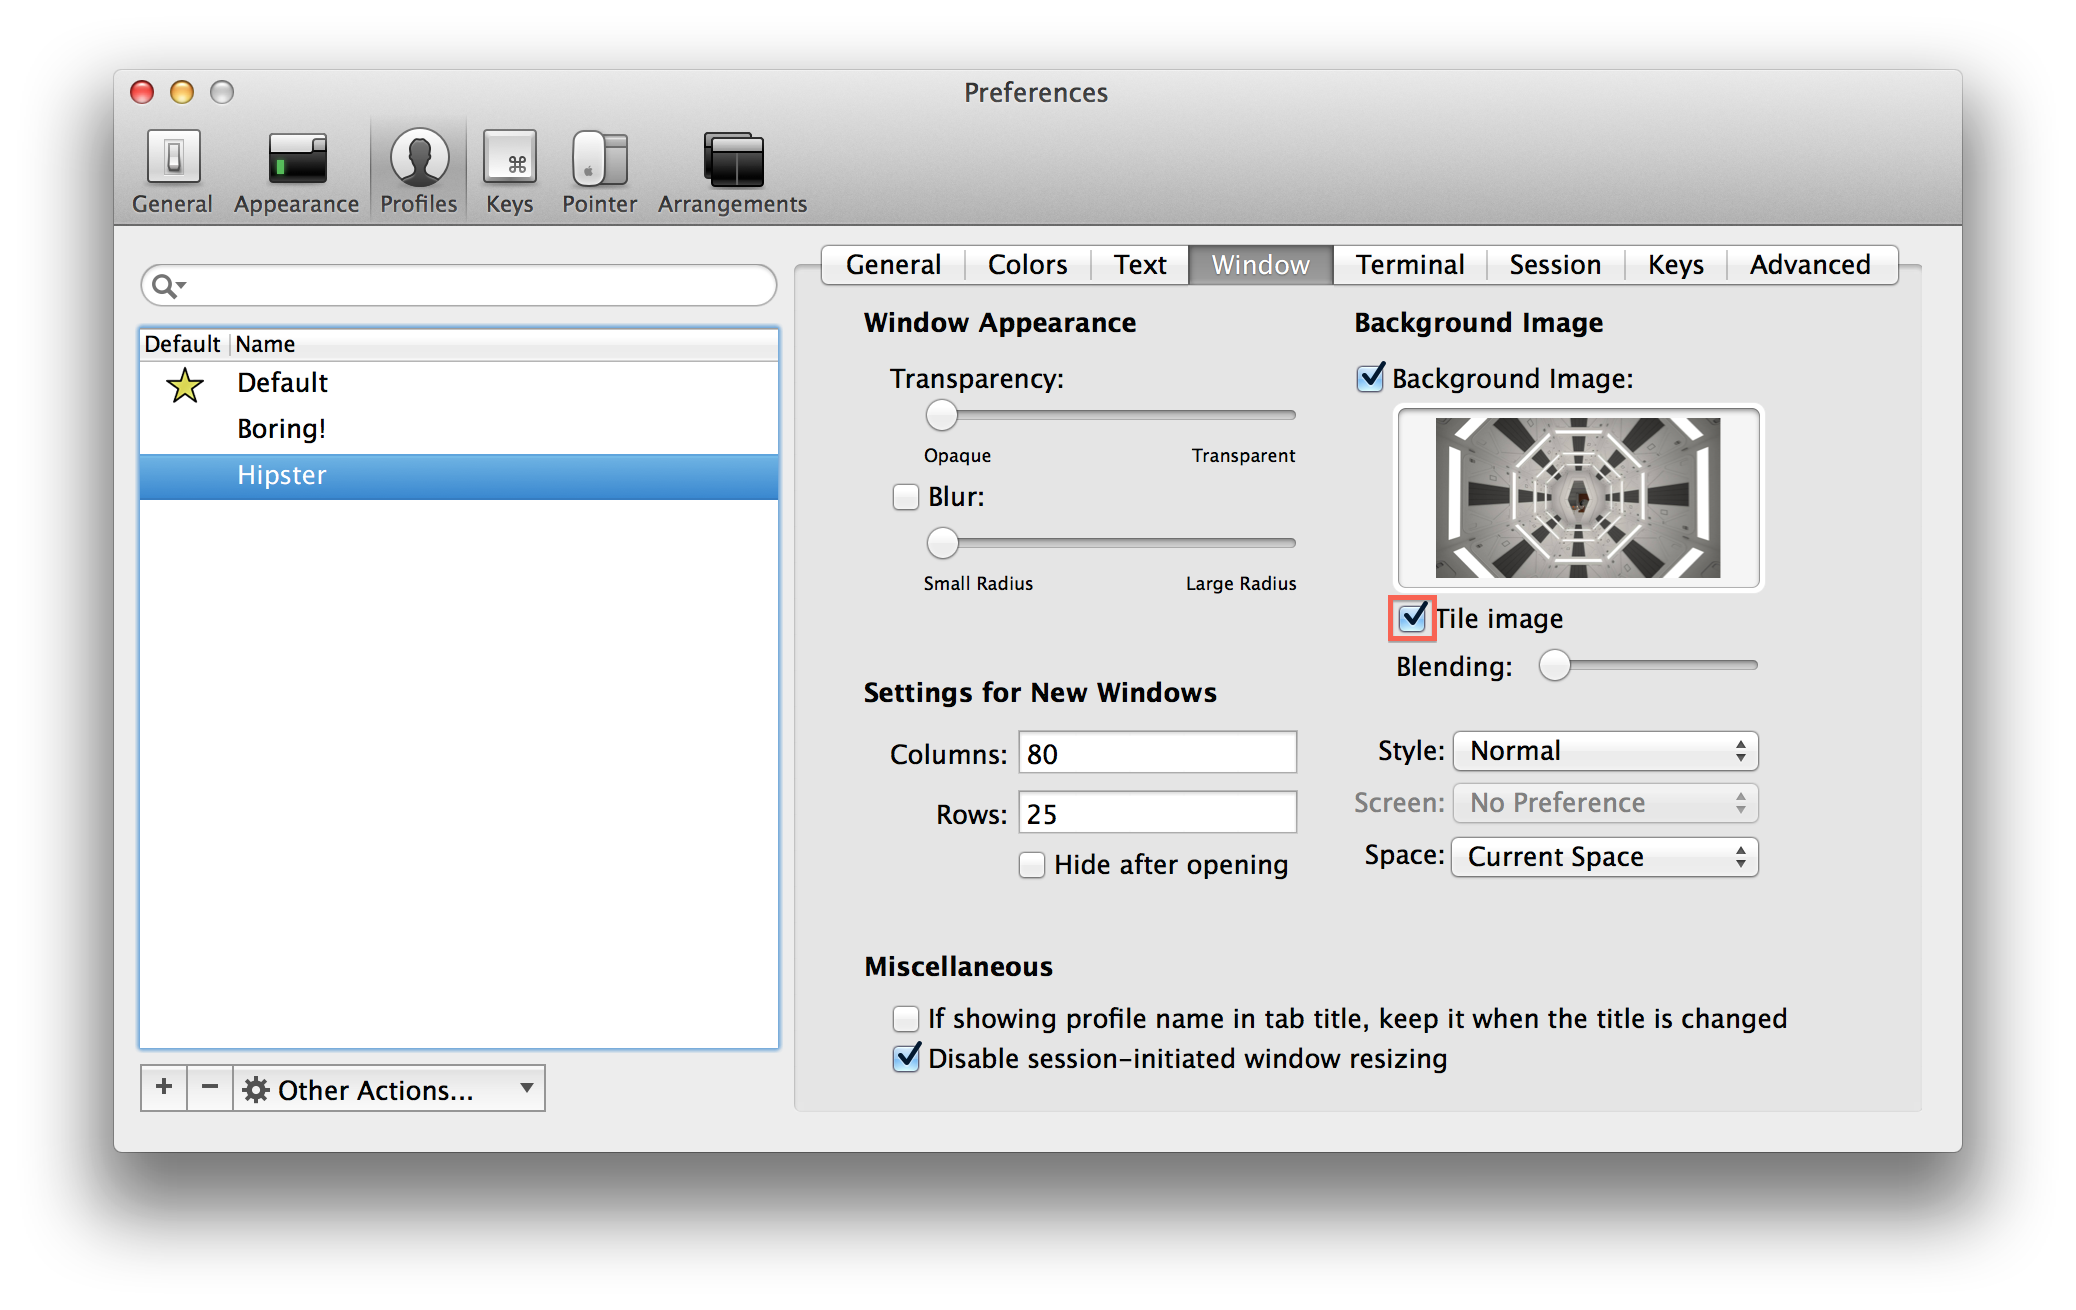 Preferences
General Appearance Profiles Keys Pointer Arrangements
General Colors Text Window Terminal Session Keys Advanced
Default Name
Default
Boring!
Hipster
+ − Other Actions...
Window Appearance
Transparency:
Opaque Transparent
Blur:
Small Radius Large Radius
Background Image
Background Image:
Tile image
Blending:
Settings for New Windows
Columns: 80
Rows: 25
Hide after opening
Style: Normal
Screen: No Preference
Space: Current Space
Miscellaneous
If showing profile name in tab title, keep it when the title is changed
Disable session-initiated window resizing